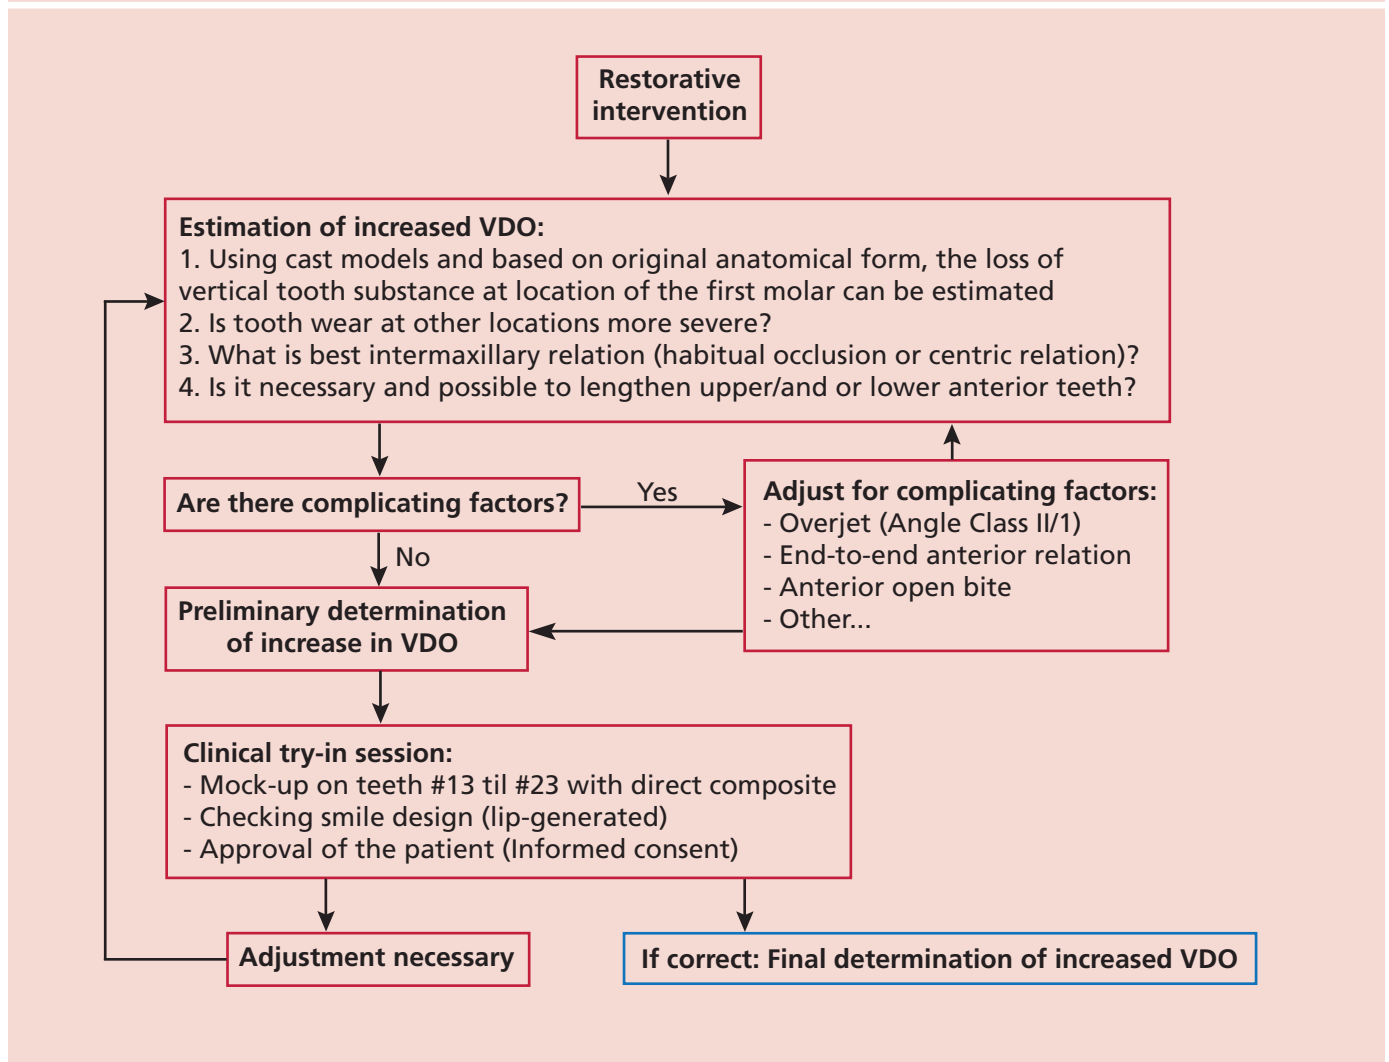 Restorative
intervention
Estimation of increased VDO:
1. Using cast models and based on original anatomical form, the loss of
vertical tooth substance at location of the first molar can be estimated
2. Is tooth wear at other locations more severe?
3. What is best intermaxillary relation (habitual occlusion or centric relation)?
4. Is it necessary and possible to lengthen upper/and or lower anterior teeth?
Are there complicating factors?
Yes
Adjust for complicating factors:
- Overjet (Angle Class II/1)
- End-to-end anterior relation
- Anterior open bite
- Other...
No
Preliminary determination
of increase in VDO
Clinical try-in session:
- Mock-up on teeth #13 til #23 with direct composite
- Checking smile design (lip-generated)
- Approval of the patient (Informed consent)
Adjustment necessary
If correct: Final determination of increased VDO